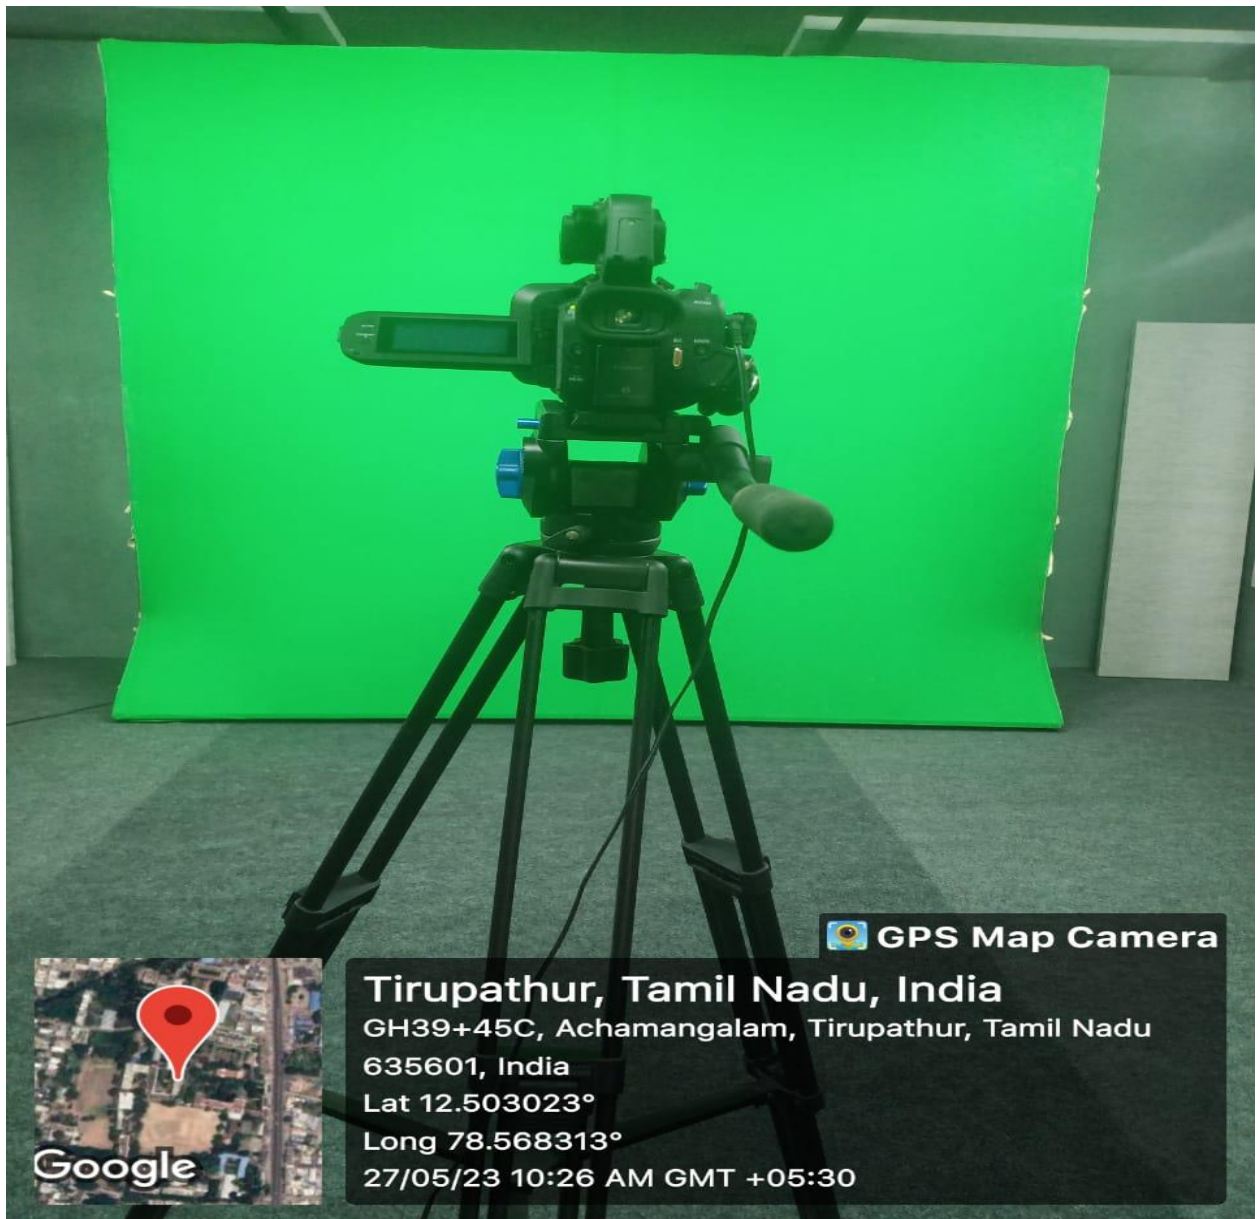 GPS Map Camera
Tirupathur, Tamil Nadu, India
GH39+45C, Achamangalam, Tirupathur, Tamil Nadu
635601, India
Lat 12.503023°
Long 78.568313°
27/05/23 10:26 AM GMT +05:30
Google